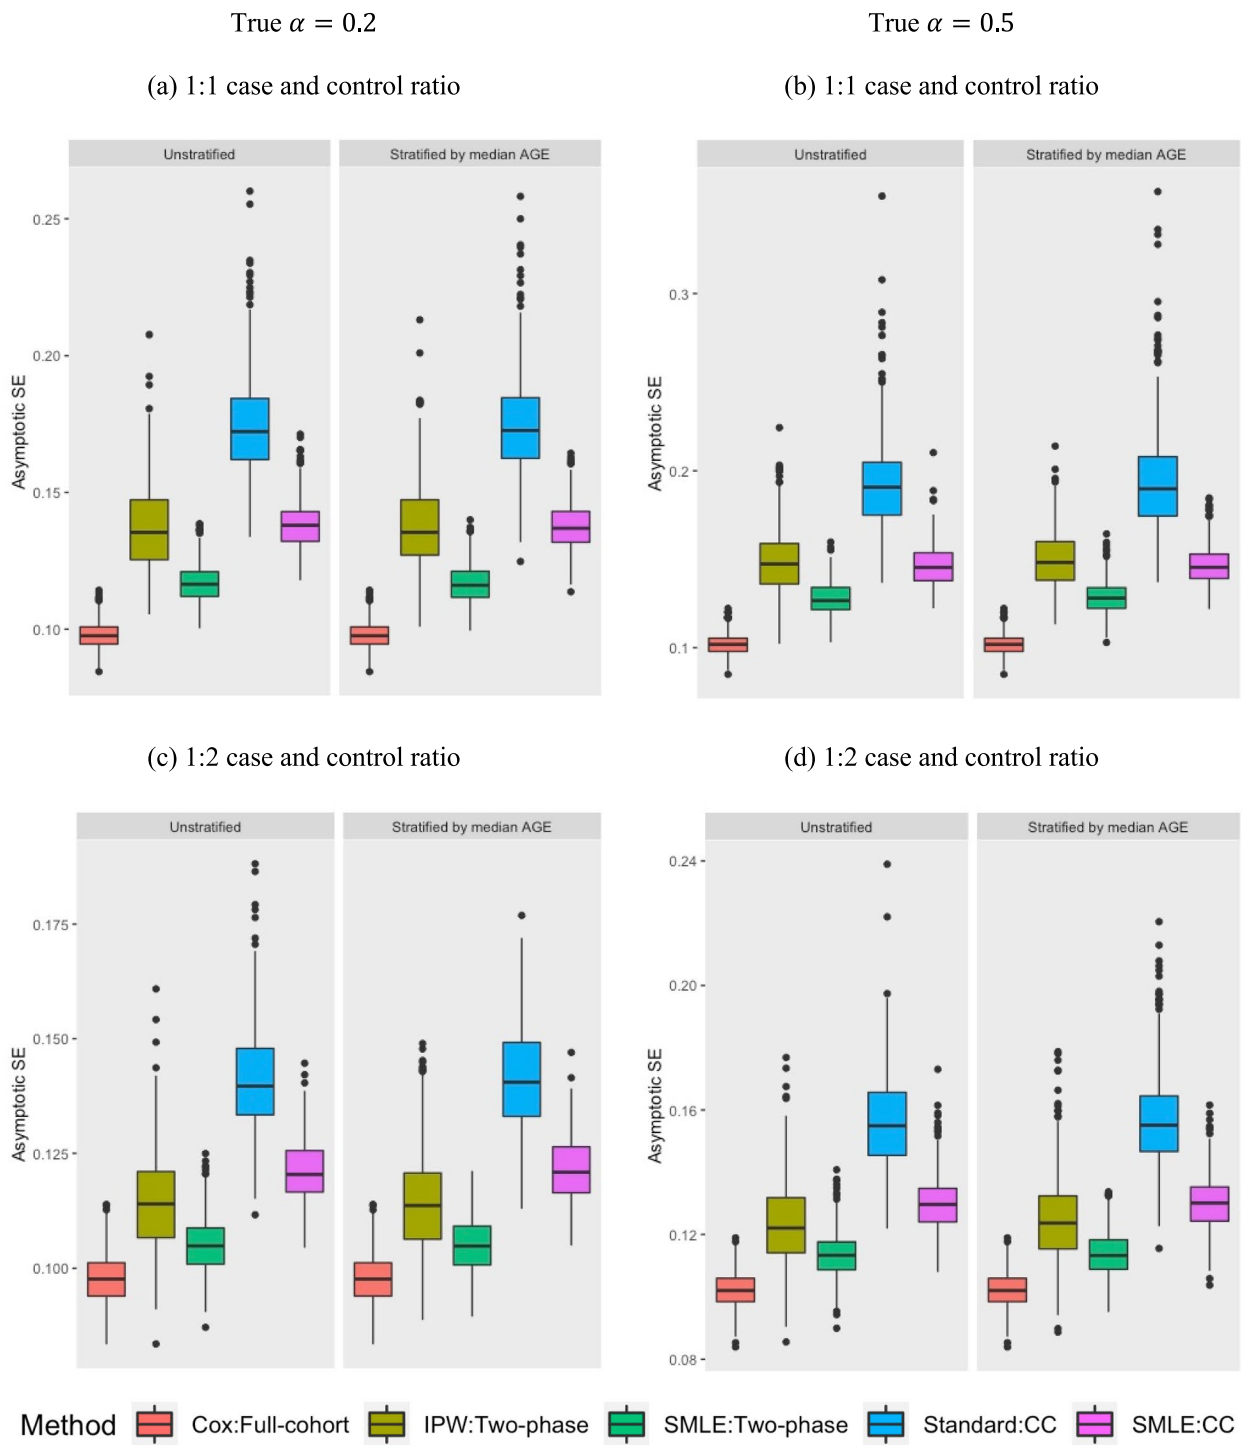 True α = 0.2
True α = 0.5
(a) 1:1 case and control ratio
(b) 1:1 case and control ratio
Unstratified
Stratified by median AGE
Unstratified
Stratified by median AGE
Asymptotic SE
0.25
0.20
0.15
0.10
Asymptotic SE
0.3
0.2
0.1
(c) 1:2 case and control ratio
(d) 1:2 case and control ratio
Unstratified
Stratified by median AGE
Unstratified
Stratified by median AGE
Asymptotic SE
0.175
0.150
0.125
0.100
Asymptotic SE
0.24
0.20
0.16
0.12
0.08
Method Cox:Full-cohort IPW:Two-phase SMLE:Two-phase Standard:CC SMLE:CC